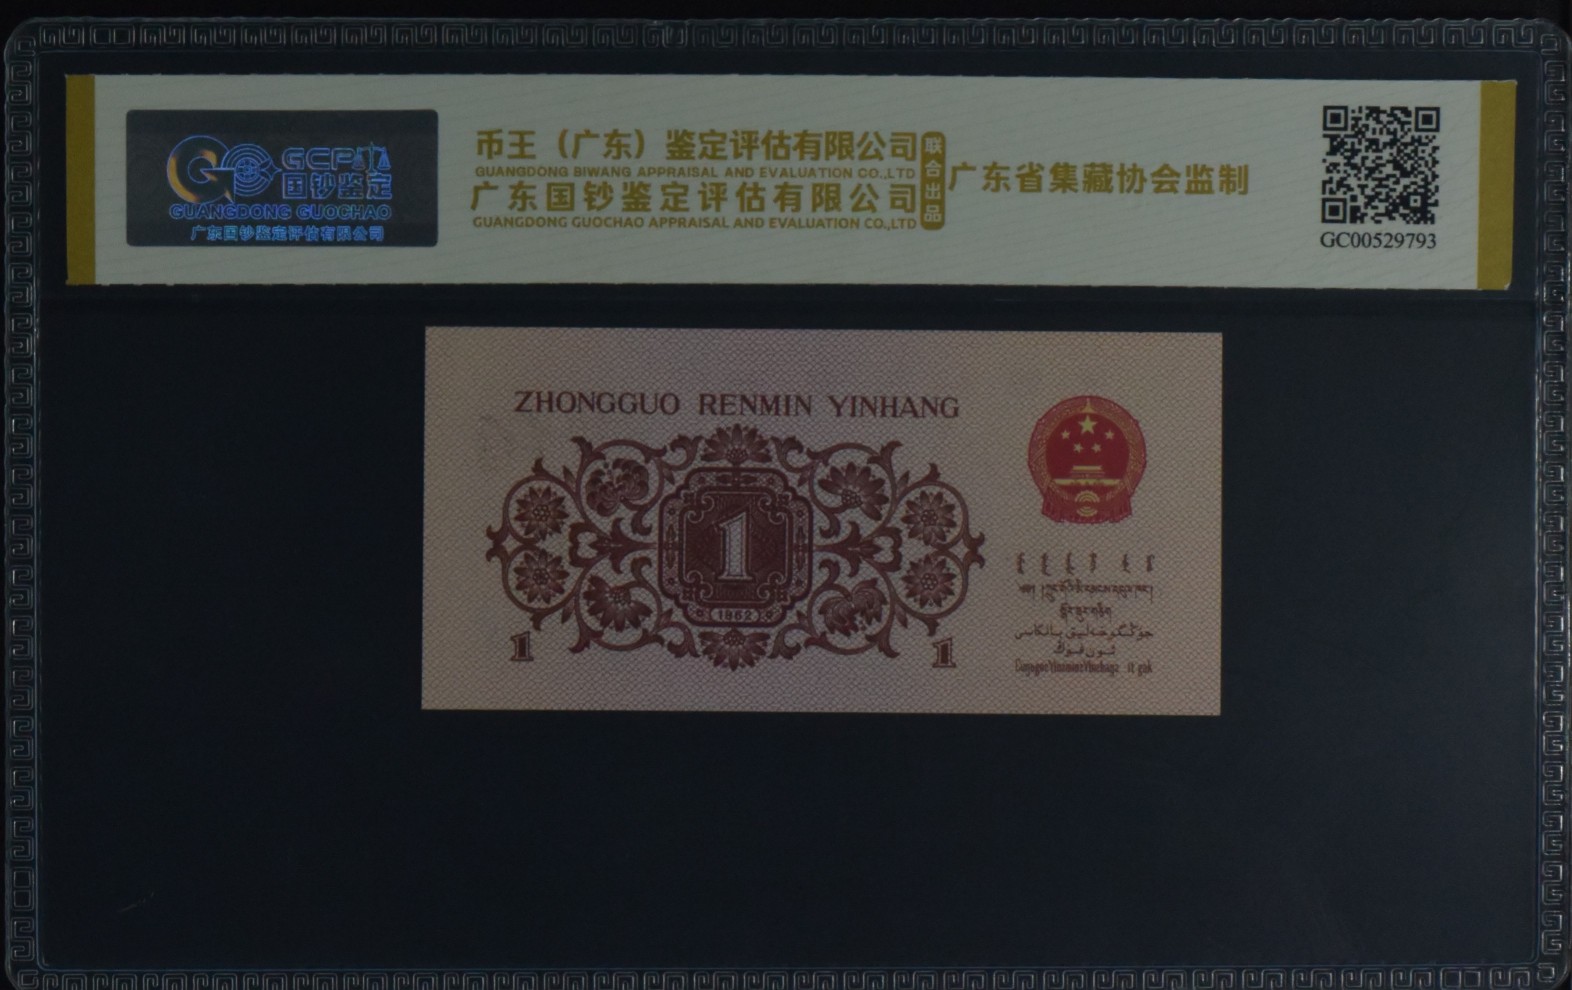 GCP
国钞鉴定
GUANGDONG GUOCHAO
广东国钞鉴定评估有限公司
币王（广东）鉴定评估有限公司
GUANGDONG BIWANG APPRAISAL AND EVALUATION CO.,LTD
广东国钞鉴定评估有限公司
GUANGDONG GUOCHAO APPRAISAL AND EVALUATION CO.,LTD
联合出品
广东省集藏协会监制
GC00529793
ZHONGGUO RENMIN YINHANG
1
1962
1
1